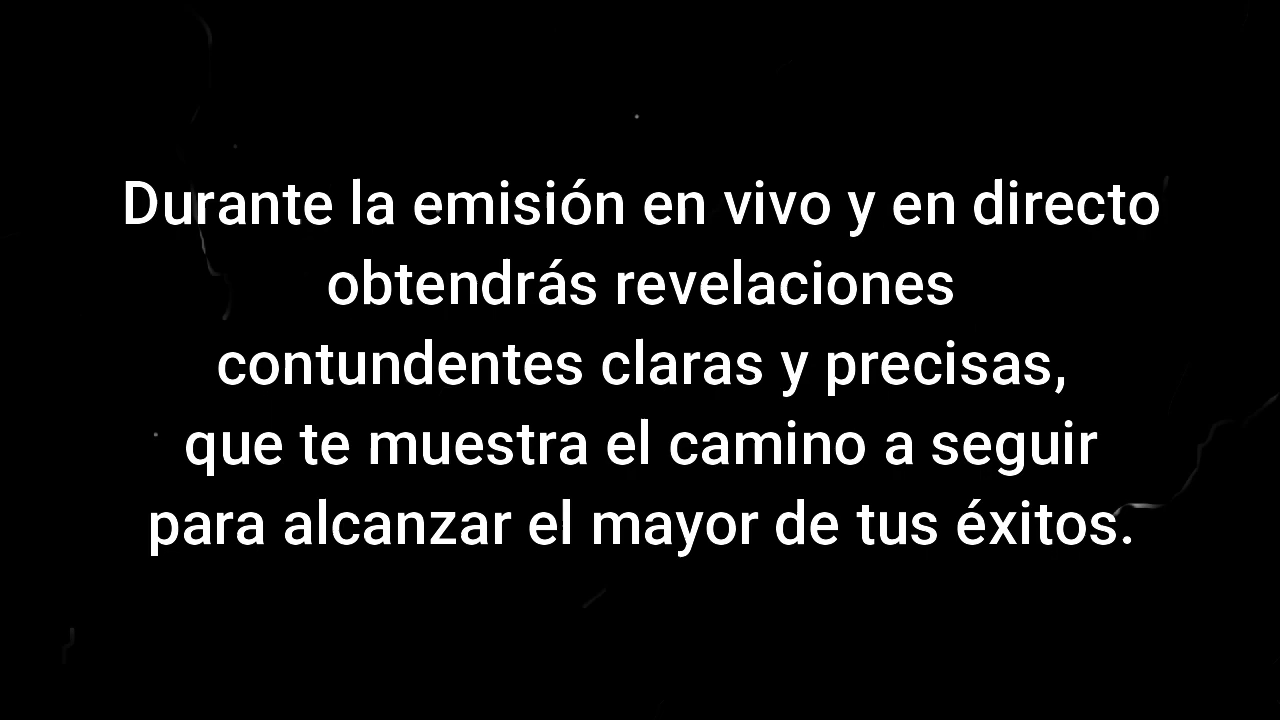 Durante la emisión en vivo y en directo
obtendrás revelaciones
contundentes claras y precisas,
que te muestra el camino a seguir
para alcanzar el mayor de tus éxitos.